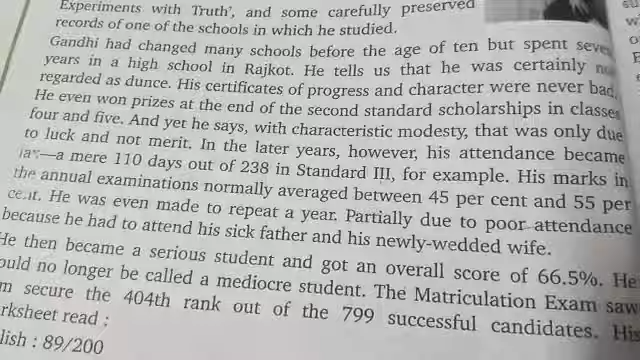 Experiments with Truth', and some carefully preserved
records of one of the schools in which he studied.
Gandhi had changed many schools before the age of ten but spent seve
years in a high school in Rajkot. He tells us that he was certainly
regarded as dunce. His certificates of progress and character were never bad.
He even won prizes at the end of the second standard scholarships in classes
four and five. And yet he says, with characteristic modesty, that was only due
to luck and not merit. In the later years, however, his attendance became
—a mere 110 days out of 238 in Standard III, for example. His marks in
the annual examinations normally averaged between 45 per cent and 55 per
cent. He was even made to repeat a year. Partially due to poor attendance
because he had to attend his sick father and his newly-wedded wife.
He then became a serious student and got an overall score of 66.5%. He
ould no longer be called a mediocre student. The Matriculation Exam saw
m secure the 404th rank out of the 799 successful candidates. His
rksheet read :
lish : 89/200